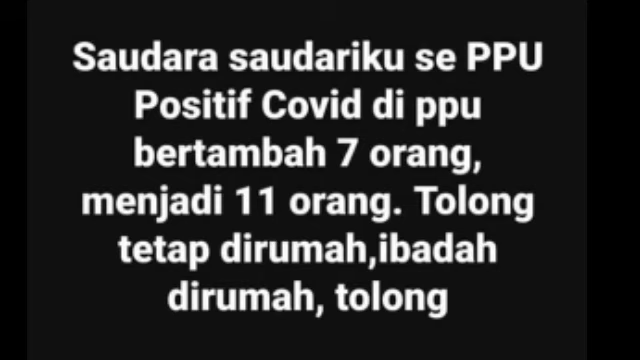 Saudara saudariku se PPU
Positif Covid di ppu
bertambah 7 orang,
menjadi 11 orang. Tolong
tetap dirumah,ibadah
dirumah, tolong